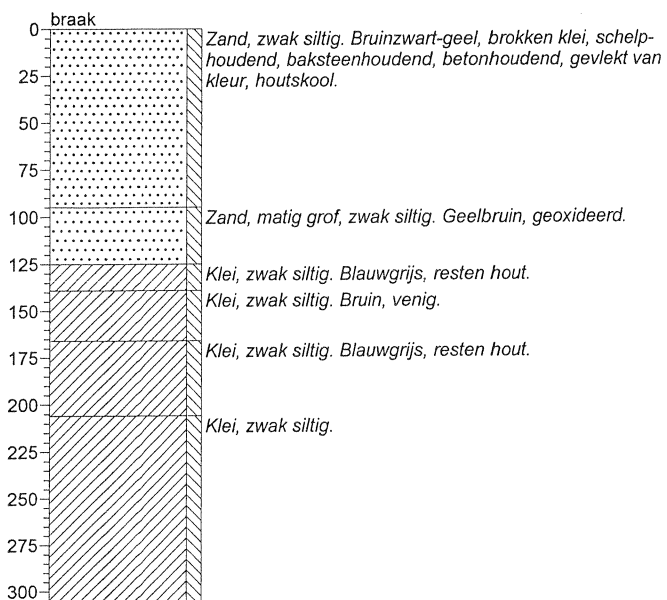 braak
0
Zand, zwak siltig. Bruinzwart-geel, brokken klei, schelp-
houdend, baksteenhoudend, betonhoudend, gevlekt van
kleur, houtskool.
25
50
75
100
Zand, matig grof, zwak siltig. Geelbruin, geoxideerd.
125
Klei, zwak siltig. Blauwgrijs, resten hout.
Klei, zwak siltig. Bruin, venig.
150
Klei, zwak siltig. Blauwgrijs, resten hout.
175
200
Klei, zwak siltig.
225
250
275
300